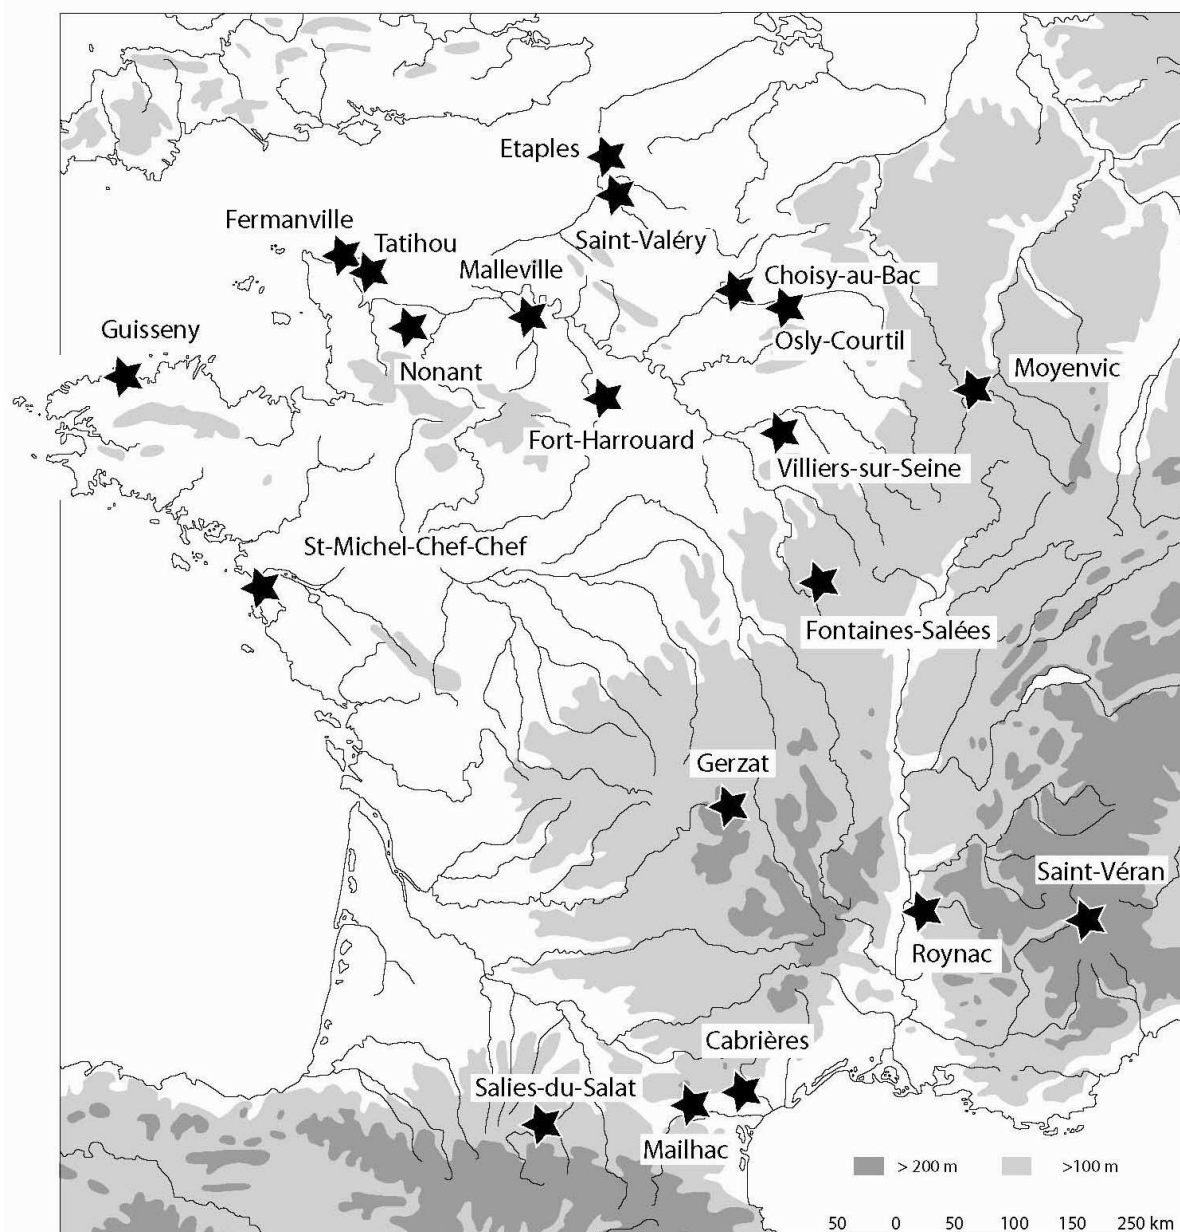 Etaples
Fermanville
Saint-Valéry
Tatihou
Malleville
Choisy-au-Bac
Guisseny
Osly-Courtil
Nonant
Moyenvic
Fort-Harrouard
Villiers-sur-Seine
St-Michel-Chef-Chef
Fontaines-Salées
Gerzat
Saint-Véran
Roynac
Cabrières
Salies-du-Salat
Mailhac
> 200 m >100 m
50 0 50 100 150 250 km